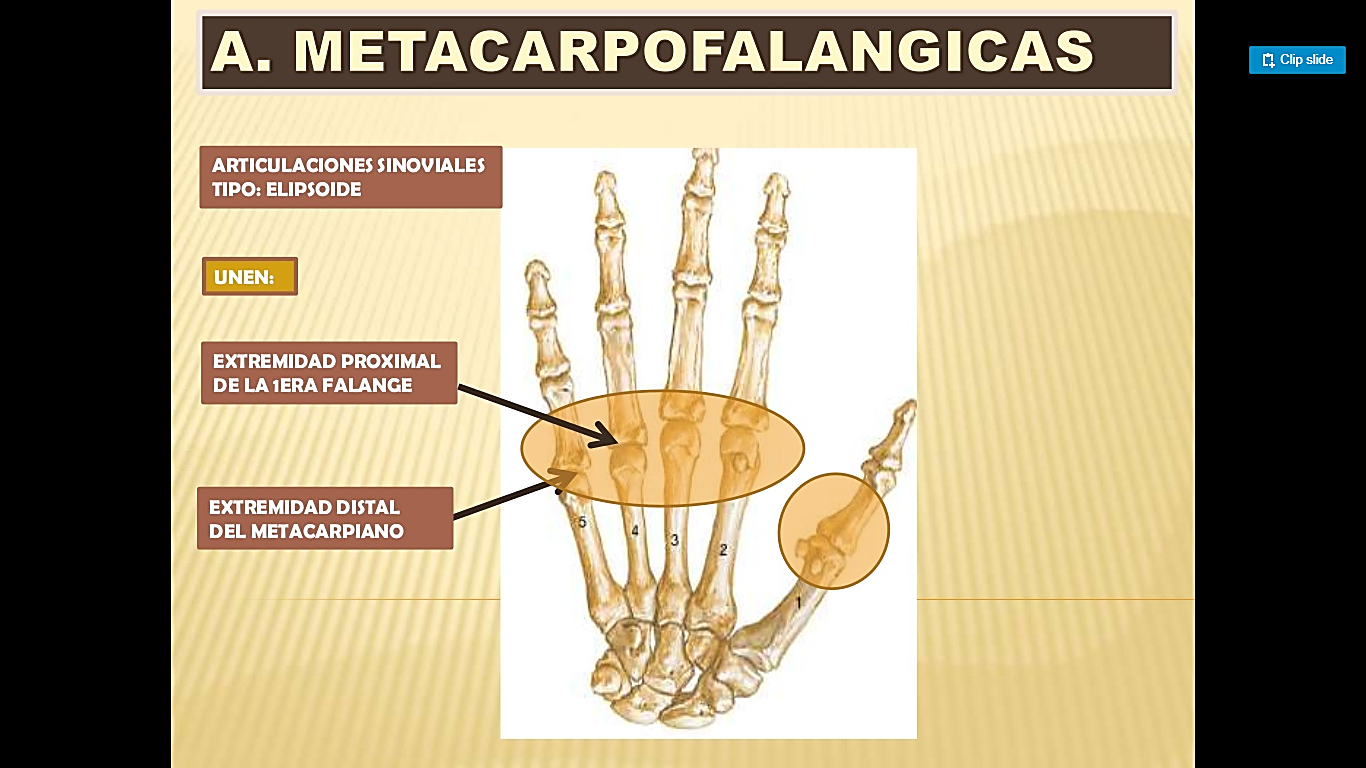 A. METACARPOFALANGICAS
Clip slide
ARTICULACIONES SINOVIALES
TIPO: ELIPSOIDE
UNEN:
EXTREMIDAD PROXIMAL
DE LA 1ERA FALANGE
EXTREMIDAD DISTAL
DEL METACARPIANO
5
4
3
2
1